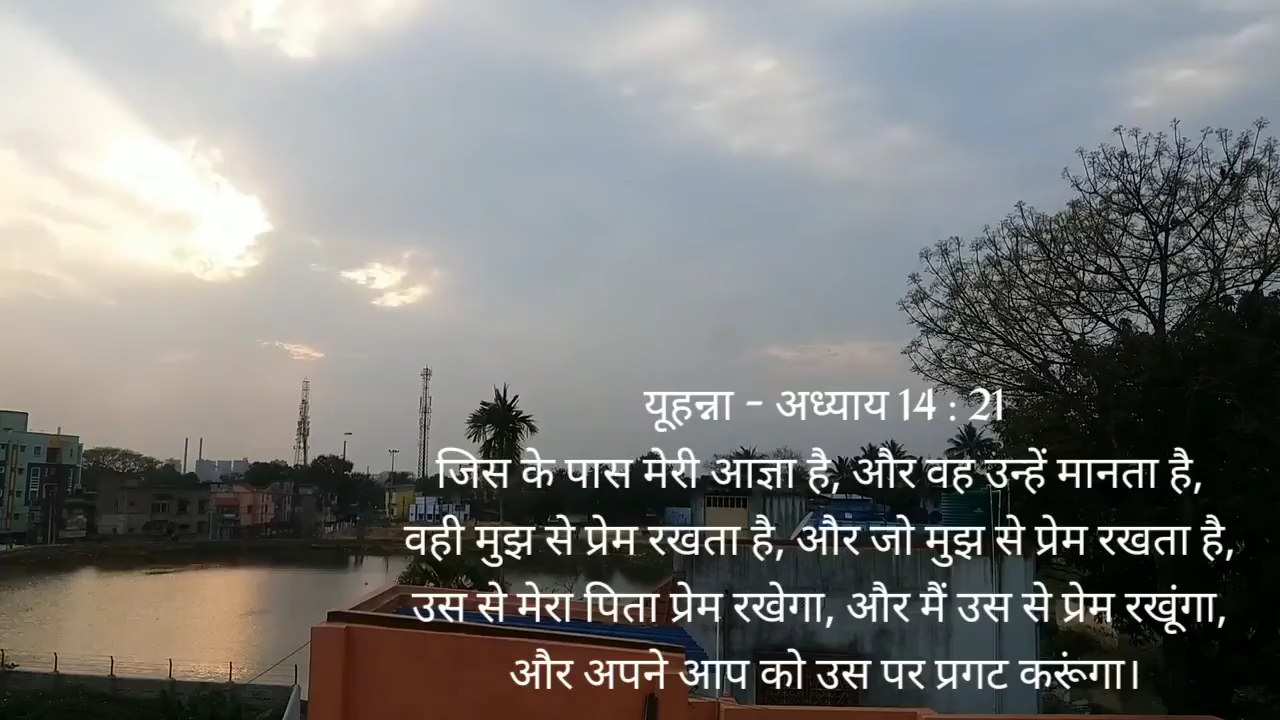 यूहन्ना - अध्याय 14 : 21
जिस के पास मेरी आज्ञा है, और वह उन्हें मानता है,
वही मुझ से प्रेम रखता है, और जो मुझ से प्रेम रखता है,
उस से मेरा पिता प्रेम रखेगा, और मैं उस से प्रेम रखूंगा,
और अपने आप को उस पर प्रगट करूंगा।